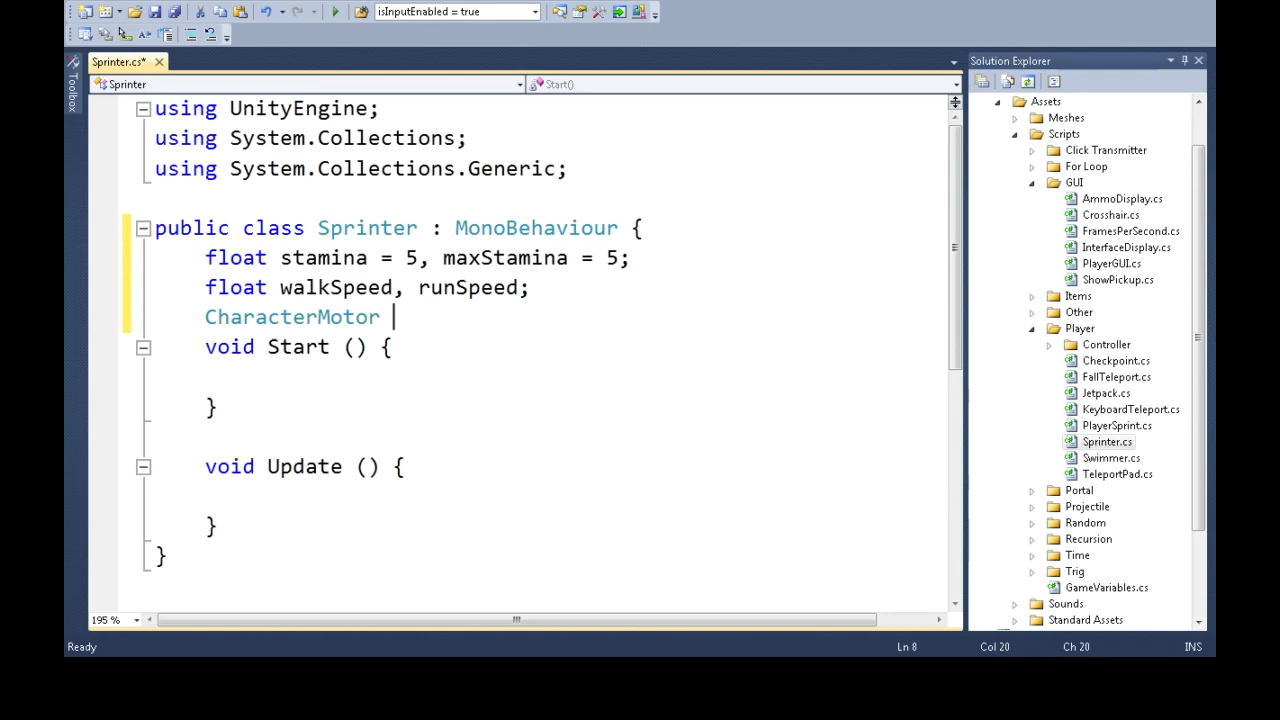 isInputEnabled = true
Sprinter.cs*
Solution Explorer
Toolbox
Sprinter
Start()
using UnityEngine;
using System.Collections;
using System.Collections.Generic;
public class Sprinter : MonoBehaviour {
float stamina = 5, maxStamina = 5;
float walkSpeed, runSpeed;
CharacterMotor
void Start () {
}
void Update () {
}
}
Assets
Meshes
Scripts
Click Transmitter
For Loop
GUI
AmmoDisplay.cs
Crosshair.cs
FramesPerSecond.cs
InterfaceDisplay.cs
PlayerGUI.cs
ShowPickup.cs
Items
Other
Player
Controller
Checkpoint.cs
FallTeleport.cs
Jetpack.cs
KeyboardTeleport.cs
PlayerSprint.cs
Sprinter.cs
Swimmer.cs
TeleportPad.cs
Portal
Projectile
Random
Recursion
Time
Trig
GameVariables.cs
Sounds
Standard Assets
195 %
Ready
Ln 8
Col 20
Ch 20
INS